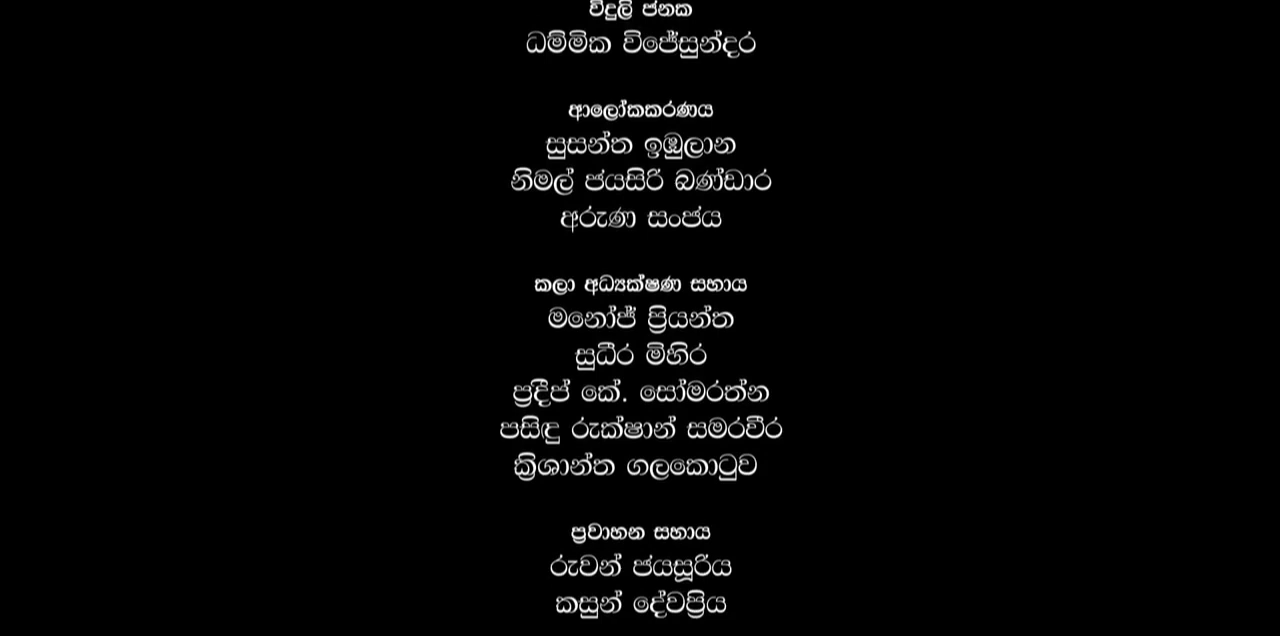 විදුලි ජනක
ධම්මික විජේසුන්දර
ආලෝකකරණය
සුසන්ත ඉඹුලාන
නිමල් ජයසිරි බණ්ඩාර
අරුණ සංජය
කලා අධ්‍යක්ෂණ සහාය
මනෝජ් ප්‍රියන්ත
සුධීර මිහිර
ප්‍රදීප් කේ. සෝමරත්න
පසිඳු රුක්ෂාන් සමරවීර
ක්‍රිශාන්ත ගලකොටුව
ප්‍රවාහන සහාය
රුවන් ජයසූරිය
කසුන් දේවප්‍රිය